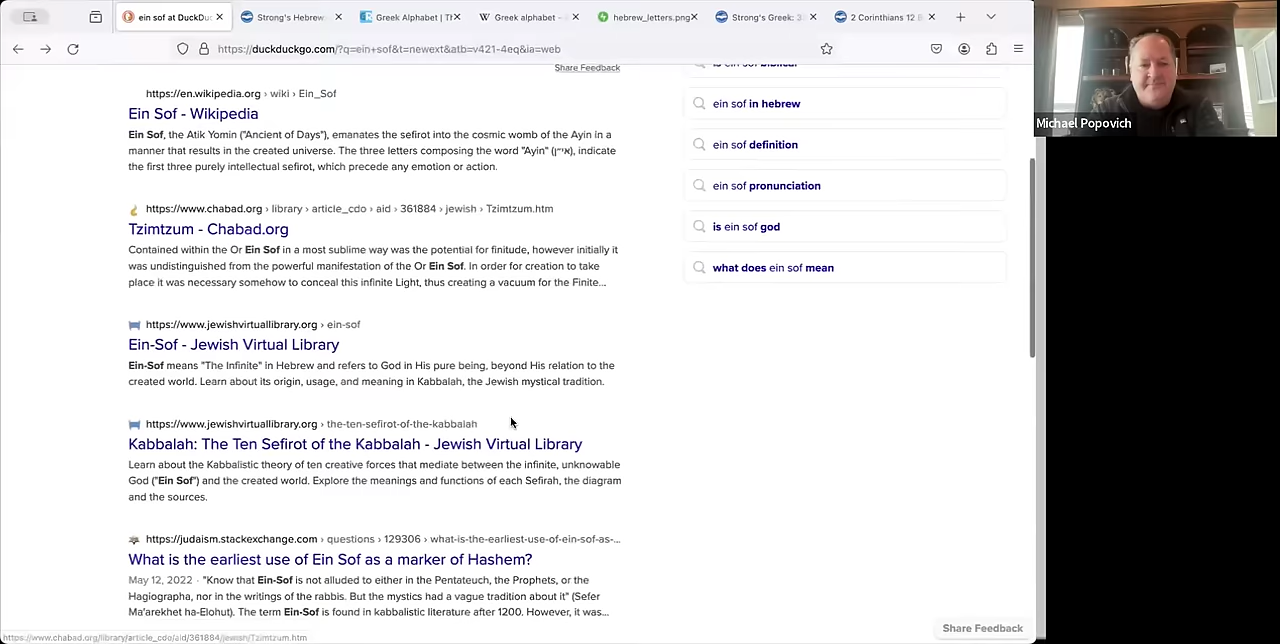 ein sof at DuckDu
Strong's Hebrew
Greek Alphabet | Th
Greek alphabet -
hebrew_letters.png
Strong's Greek: 3
2 Corinthians 12
https://duckduckgo.com/?q=ein+sof&t=newext&atb=v421-4eq&ia=web
Share Feedback
https://en.wikipedia.org › wiki › Ein_Sof
Ein Sof - Wikipedia
Ein Sof, the Atik Yomin ("Ancient of Days"), emanates the sefirot into the cosmic womb of the Ayin in a
manner that results in the created universe. The three letters composing the word "Ayin" (אי״ן), indicate
the first three purely intellectual sefirot, which precede any emotion or action.
https://www.chabad.org › library › article_cdo › aid › 361884 › jewish › Tzimtzum.htm
Tzimtzum - Chabad.org
Contained within the Or Ein Sof in a most sublime way was the potential for finitude, however initially it
was undistinguished from the powerful manifestation of the Or Ein Sof. In order for creation to take
place it was necessary somehow to conceal this infinite Light, thus creating a vacuum for the Finite...
https://www.jewishvirtuallibrary.org › ein-sof
Ein-Sof - Jewish Virtual Library
Ein-Sof means "The Infinite" in Hebrew and refers to God in His pure being, beyond His relation to the
created world. Learn about its origin, usage, and meaning in Kabbalah, the Jewish mystical tradition.
https://www.jewishvirtuallibrary.org › the-ten-sefirot-of-the-kabbalah
Kabbalah: The Ten Sefirot of the Kabbalah - Jewish Virtual Library
Learn about the Kabbalistic theory of ten creative forces that mediate between the infinite, unknowable
God ("Ein Sof") and the created world. Explore the meanings and functions of each Sefirah, the diagram
and the sources.
https://judaism.stackexchange.com › questions › 129306 › what-is-the-earliest-use-of-ein-sof-as-...
What is the earliest use of Ein Sof as a marker of Hashem?
May 12, 2022 · "Know that Ein-Sof is not alluded to either in the Pentateuch, the Prophets, or the
Hagiographa, nor in the writings of the rabbis. But the mystics had a vague tradition about it" (Sefer
Ma'arekhet ha-Elohut). The term Ein-Sof is found in kabbalistic literature after 1200. However, it was...
https://www.chabad.org/library/article_cdo/aid/361884/jewish/Tzimtzum.htm
is ein sof biblical
ein sof in hebrew
ein sof definition
ein sof pronunciation
is ein sof god
what does ein sof mean
Share Feedback
Michael Popovich